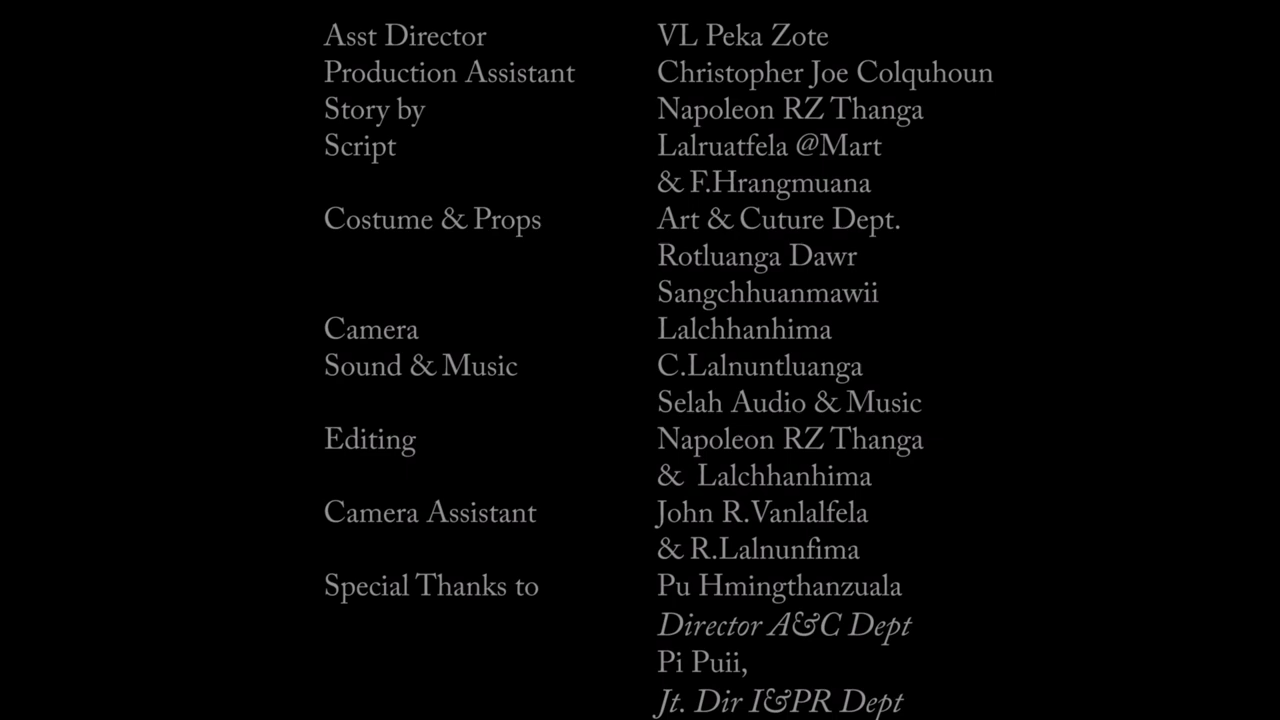 Asst Director VL Peka Zote
Production Assistant Christopher Joe Colquhoun
Story by Napoleon RZ Thanga
Script Lalruatfela @Mart
& F.Hrangmuana
Costume & Props Art & Cuture Dept.
Rotluanga Dawr
Sangchhuanmawii
Camera Lalchhanhima
Sound & Music C.Lalnuntluanga
Selah Audio & Music
Editing Napoleon RZ Thanga
& Lalchhanhima
Camera Assistant John R.Vanlalfela
& R.Lalnunfima
Special Thanks to Pu Hmingthanzuala
Director A&C Dept
Pi Puii,
Jt. Dir I&PR Dept